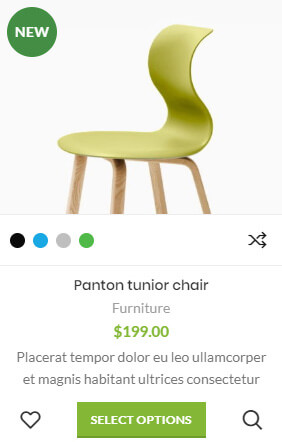 NEW
Panton tunior chair
Furniture
$199.00
Placerat tempor dolor eu leo ullamcorper
et magnis habitant ultrices consectetur
SELECT OPTIONS